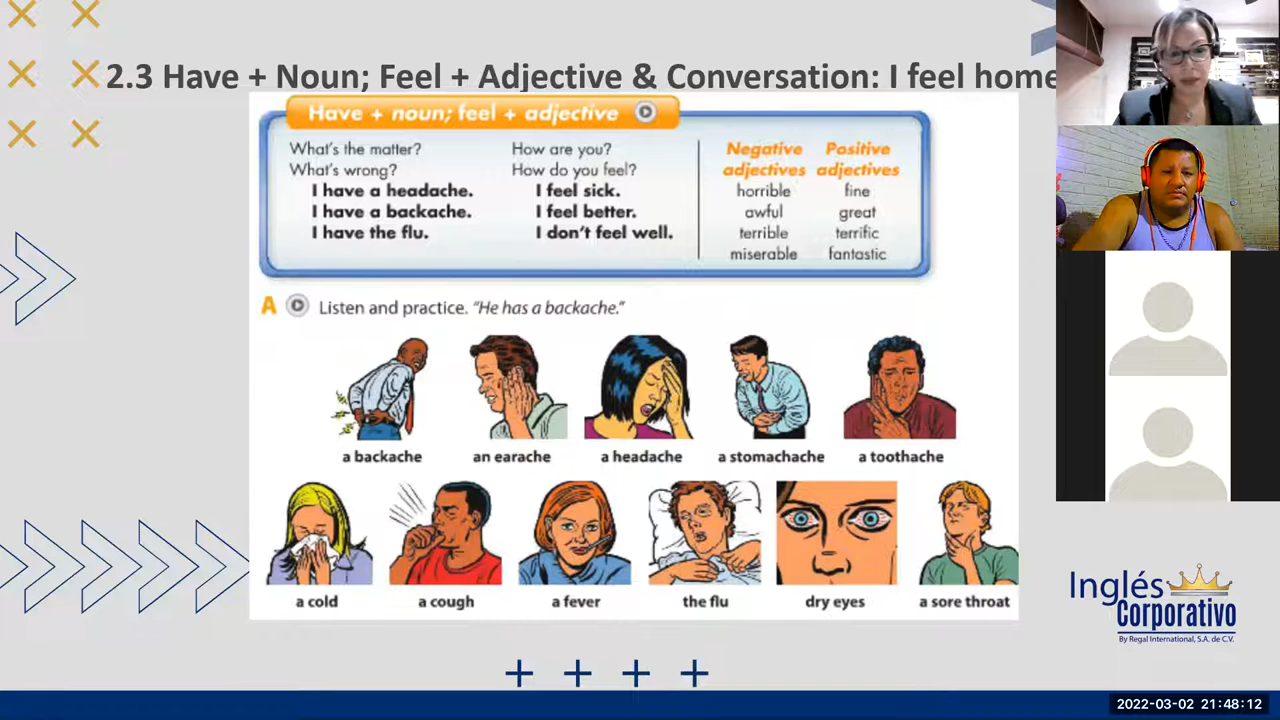 2.3 Have + Noun; Feel + Adjective & Conversation: I feel home
Have + noun; feel + adjective
What's the matter?
What's wrong?
I have a headache.
I have a backache.
I have the flu.
How are you?
How do you feel?
I feel sick.
I feel better.
I don't feel well.
Negative adjectives
Positive adjectives
horrible fine
awful great
terrible terrific
miserable fantastic
A Listen and practice. "He has a backache."
a backache an earache a headache a stomachache a toothache
a cold a cough a fever the flu dry eyes a sore throat
Inglés
Corporativo
By Regal International, S.A. de C.V.
2022-03-02 21:48:12